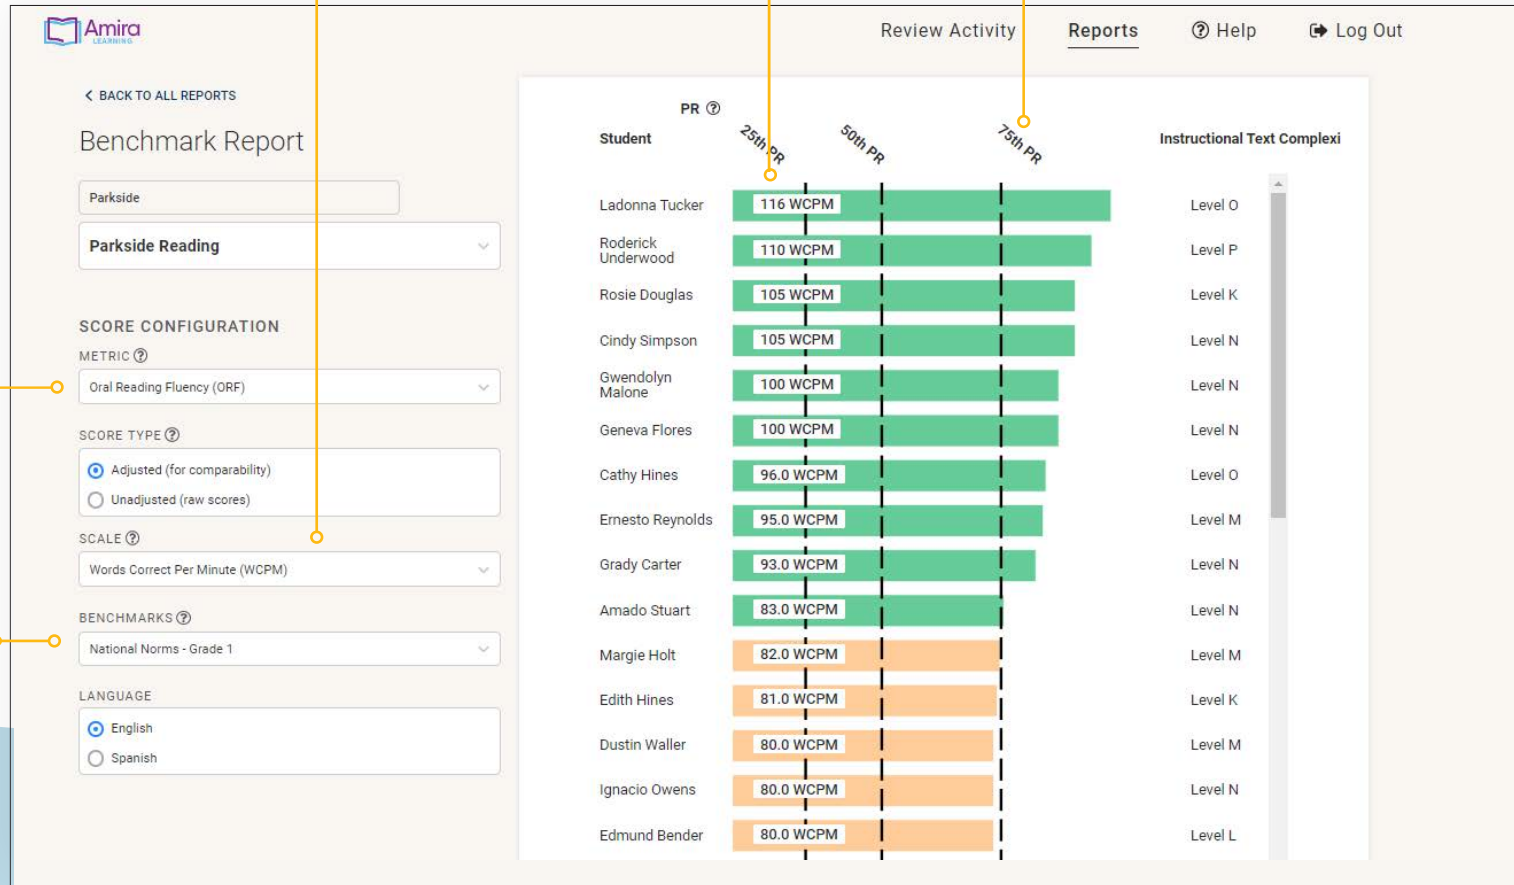 Amira
LEARNING
Review Activity
Reports
Help
Log Out
BACK TO ALL REPORTS
Benchmark Report
Parkside
Parkside Reading
SCORE CONFIGURATION
METRIC
Oral Reading Fluency (ORF)
SCORE TYPE
Adjusted (for comparability)
Unadjusted (raw scores)
SCALE
Words Correct Per Minute (WCPM)
BENCHMARKS
National Norms - Grade 1
LANGUAGE
English
Spanish
PR
Student
25th PR
50th PR
75th PR
Instructional Text Complexi
Ladonna Tucker 116 WCPM Level O
Roderick
Underwood 110 WCPM Level P
Rosie Douglas 105 WCPM Level K
Cindy Simpson 105 WCPM Level N
Gwendolyn
Malone 100 WCPM Level N
Geneva Flores 100 WCPM Level N
Cathy Hines 96.0 WCPM Level O
Ernesto Reynolds 95.0 WCPM Level M
Grady Carter 93.0 WCPM Level N
Amado Stuart 83.0 WCPM Level N
Margie Holt 82.0 WCPM Level M
Edith Hines 81.0 WCPM Level K
Dustin Waller 80.0 WCPM Level M
Ignacio Owens 80.0 WCPM Level N
Edmund Bender 80.0 WCPM Level L